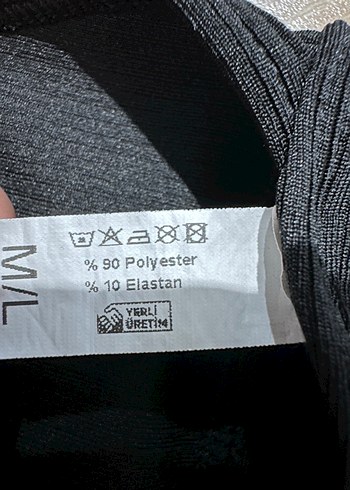 % 90 Polyester
% 10 Elastan
YERLİ
ÜRETİM
M/L